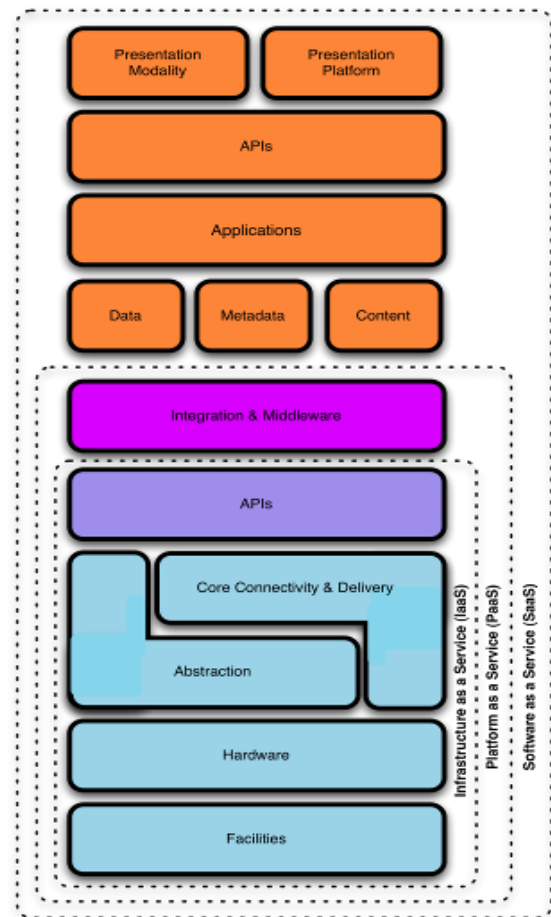 Presentation
Modality
Presentation
Platform
APIs
Applications
Data
Metadata
Content
Integration & Middleware
APIs
Core Connectivity & Delivery
Abstraction
Hardware
Facilities
Infrastructure as a Service (IaaS)
Platform as a Service (PaaS)
Software as a Service (SaaS)